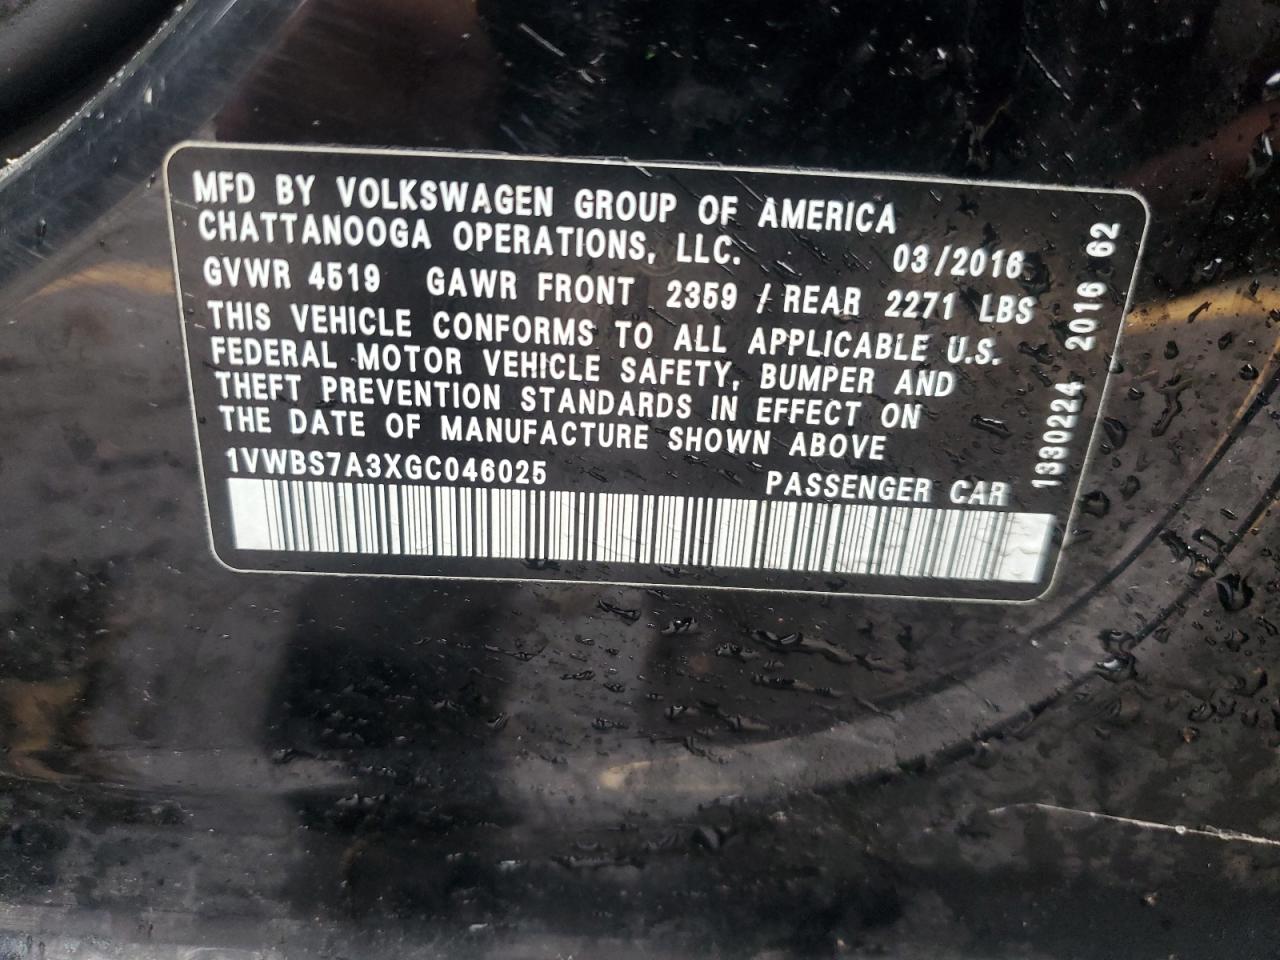 MFD BY VOLKSWAGEN GROUP OF AMERICA
CHATTANOOGA OPERATIONS, LLC. 03/2016
GVWR 4519 GAWR FRONT 2359 / REAR 2271 LBS
THIS VEHICLE CONFORMS TO ALL APPLICABLE U.S.
FEDERAL MOTOR VEHICLE SAFETY, BUMPER AND
THEFT PREVENTION STANDARDS IN EFFECT ON
THE DATE OF MANUFACTURE SHOWN ABOVE
1VWBS7A3XGC046025 PASSENGER CAR
1330224 2016 62